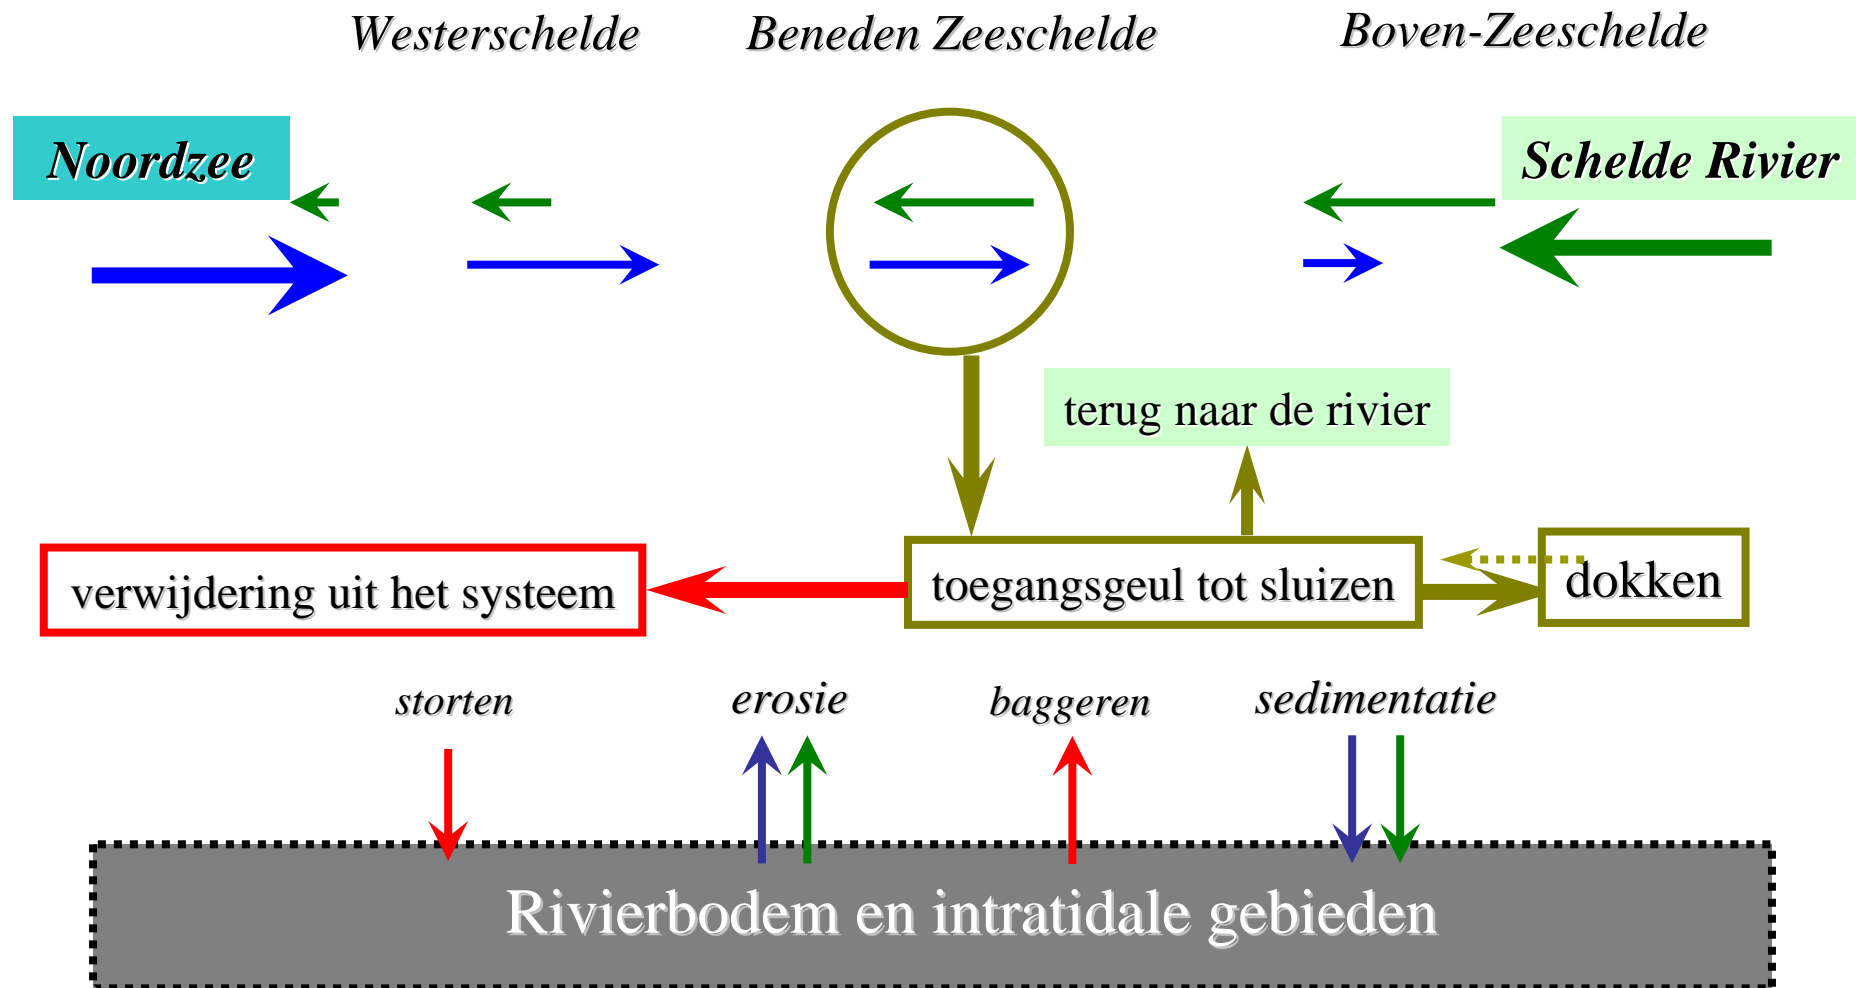 Westerschelde
Beneden Zeeschelde
Boven-Zeeschelde
Noordzee
Schelde Rivier
terug naar de rivier
verwijdering uit het systeem
toegangsgeul tot sluizen
dokken
storten
erosie
baggeren
sedimentatie
Rivierbodem en intratidale gebieden